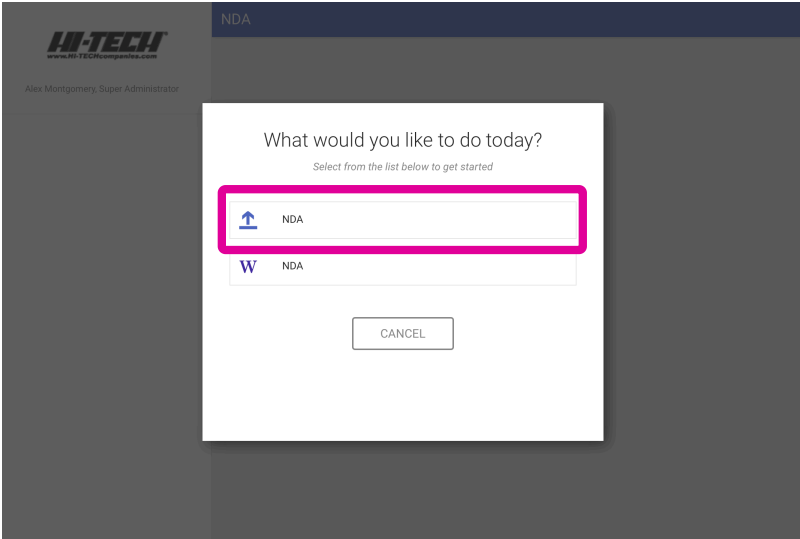 HI-TECH
www.HI-TECHcompanies.com
Alex Montgomery, Super Administrator
NDA
What would you like to do today?
Select from the list below to get started
NDA
W NDA
CANCEL